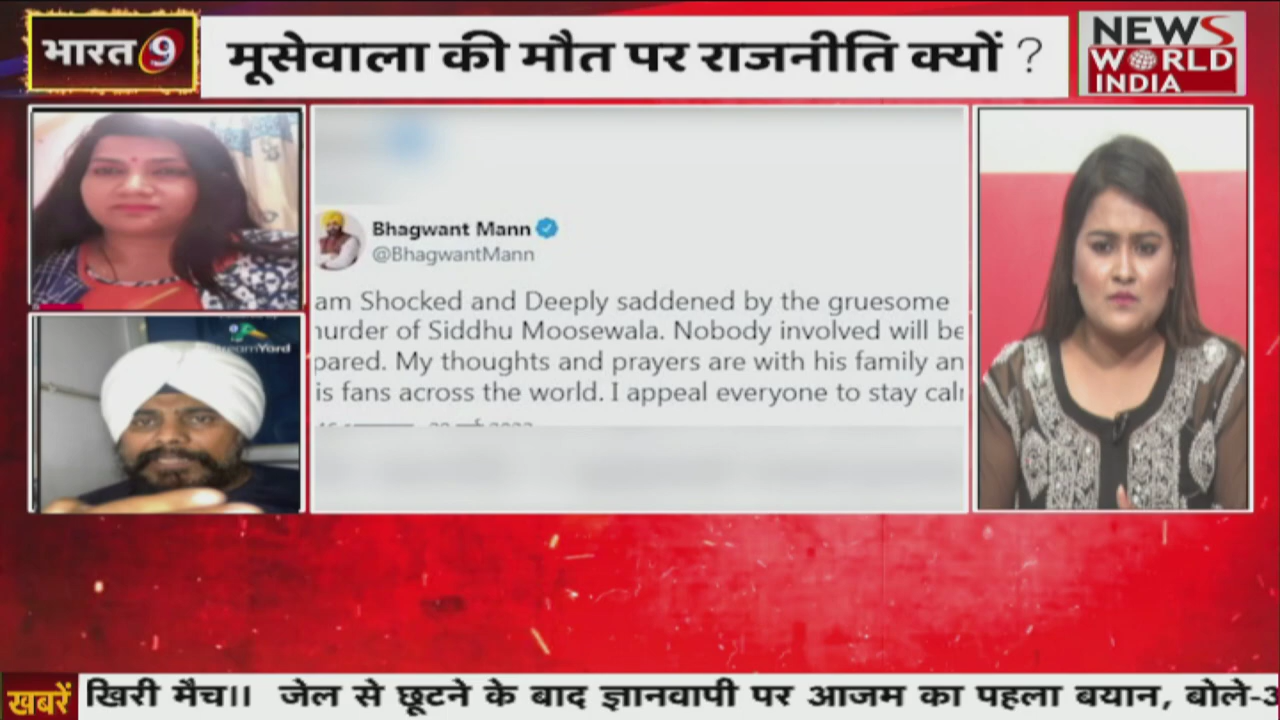 भारत 9
मूसेवाला की मौत पर राजनीति क्यों ?
NEWS
WORLD
INDIA
Bhagwant Mann
@BhagwantMann
am Shocked and Deeply saddened by the gruesome
urder of Siddhu Moosewala. Nobody involved will be
pared. My thoughts and prayers are with his family an
is fans across the world. I appeal everyone to stay cal
eamYard
खबरें
खिरी मैच।। जेल से छूटने के बाद ज्ञानवापी पर आजम का पहला बयान, बोले-